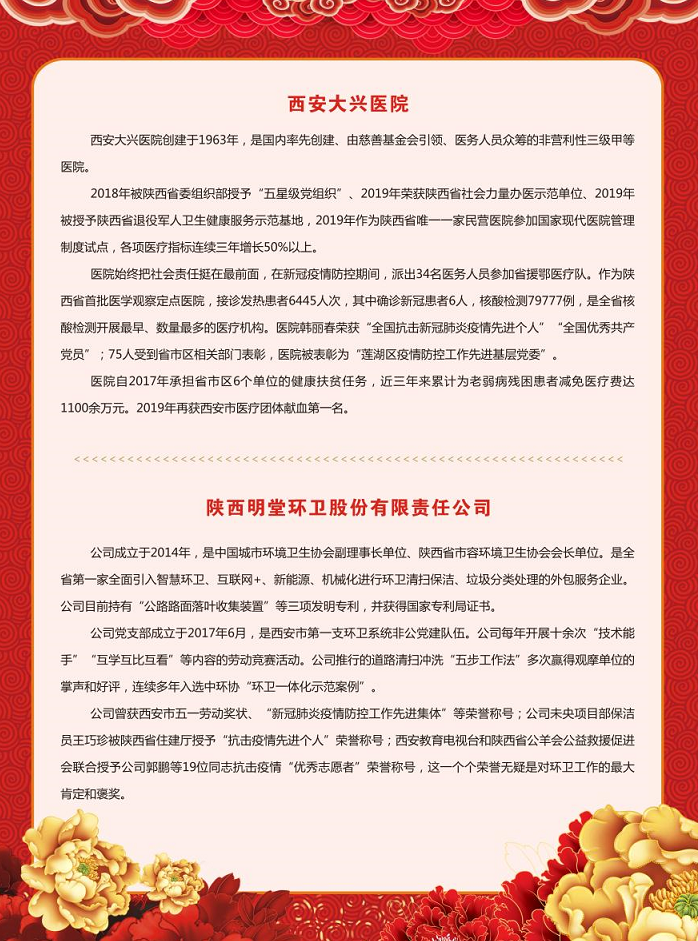 西安大兴医院
西安大兴医院创建于1963年，是国内率先创建、由慈善基金会引领、医务人员众筹的非营利性三级甲等
医院。
2018年被陕西省委组织部授予“五星级党组织”、2019年荣获陕西省社会力量办医示范单位、2019年
被授予陕西省退役军人卫生健康服务示范基地，2019年作为陕西省唯一一家民营医院参加国家现代医院管理
制度试点，各项医疗指标连续三年增长50%以上。
医院始终把社会责任挺在最前面，在新冠疫情防控期间，派出34名医务人员参加省援鄂医疗队。作为陕
西省首批医学观察定点医院，接诊发热患者6445人次，其中确诊新冠患者6人，核酸检测79777例，是全省核
酸检测开展最早、数量最多的医疗机构。医院韩丽春荣获“全国抗击新冠肺炎疫情先进个人”“全国优秀共产
党员”；75人受到省市区相关部门表彰，医院被表彰为“莲湖区疫情防控工作先进基层党委”。
医院自2017年承担省市区6个单位的健康扶贫任务，近三年来累计为老弱病残困患者减免医疗费达
1100余万元。2019年再获西安市医疗团体献血第一名。
<<<<<<<<<<<<<<<<<<<<<<<<<<<<<<<<<<<<<<<<<<<<<<<<<<<<<<<<<<<<
陕西明堂环卫股份有限责任公司
公司成立于2014年，是中国城市环境卫生协会副理事长单位、陕西省市容环境卫生协会会长单位。是全
省第一家全面引入智慧环卫、互联网+、新能源、机械化进行环卫清扫保洁、垃圾分类处理的外包服务企业。
公司目前持有“公路路面落叶收集装置”等三项发明专利，并获得国家专利局证书。
公司党支部成立于2017年6月，是西安市第一支环卫系统非公党建队伍。公司每年开展十余次“技术能
手”“互学互比互看”等内容的劳动竞赛活动。公司推行的道路清扫冲洗“五步工作法”多次赢得观摩单位的
掌声和好评，连续多年入选中环协“环卫一体化示范案例”。
公司曾获西安市五一劳动奖状、“新冠肺炎疫情防控工作先进集体”等荣誉称号；公司未央项目部保洁
员王巧珍被陕西省住建厅授予“抗击疫情先进个人”荣誉称号；西安教育电视台和陕西省公羊会公益救援促进
会联合授予公司郭鹏等19位同志抗击疫情“优秀志愿者”荣誉称号，这一个个荣誉无疑是对环卫工作的最大
肯定和褒奖。